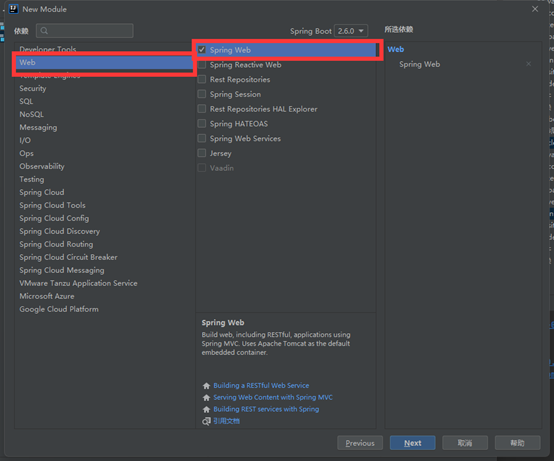 New Module
依赖
Spring Boot 2.6.0
所选依赖
Developer Tools
Web
Template Engines
Security
SQL
NoSQL
Messaging
I/O
Ops
Observability
Testing
Spring Cloud
Spring Cloud Tools
Spring Cloud Config
Spring Cloud Discovery
Spring Cloud Routing
Spring Cloud Circuit Breaker
Spring Cloud Messaging
VMware Tanzu Application Service
Microsoft Azure
Google Cloud Platform
Spring Web
Spring Reactive Web
Rest Repositories
Spring Session
Rest Repositories HAL Explorer
Spring HATEOAS
Spring Web Services
Jersey
Vaadin
Web
Spring Web
Spring Web
Build web, including RESTful, applications using
Spring MVC. Uses Apache Tomcat as the default
embedded container.
Building a RESTful Web Service
Serving Web Content with Spring MVC
Building REST services with Spring
引用文档
Previous
Next
取消
帮助